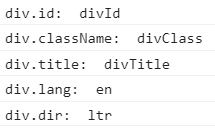 div.id:  divId
div.className:  divClass
div.title:  divTitle
div.lang:  en
div.dir:  ltr